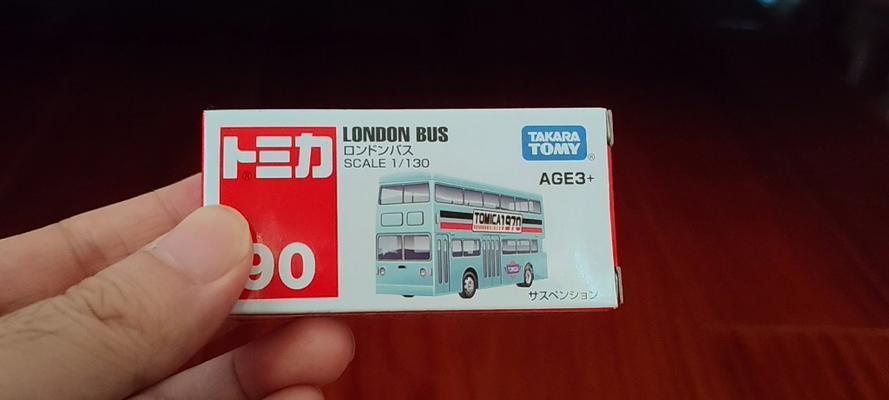 トミカ
®
90
LONDON BUS
ロンドンバス
SCALE 1/130
TAKARA
TOMY
®
AGE3+
TOMICA1970
サスペンション